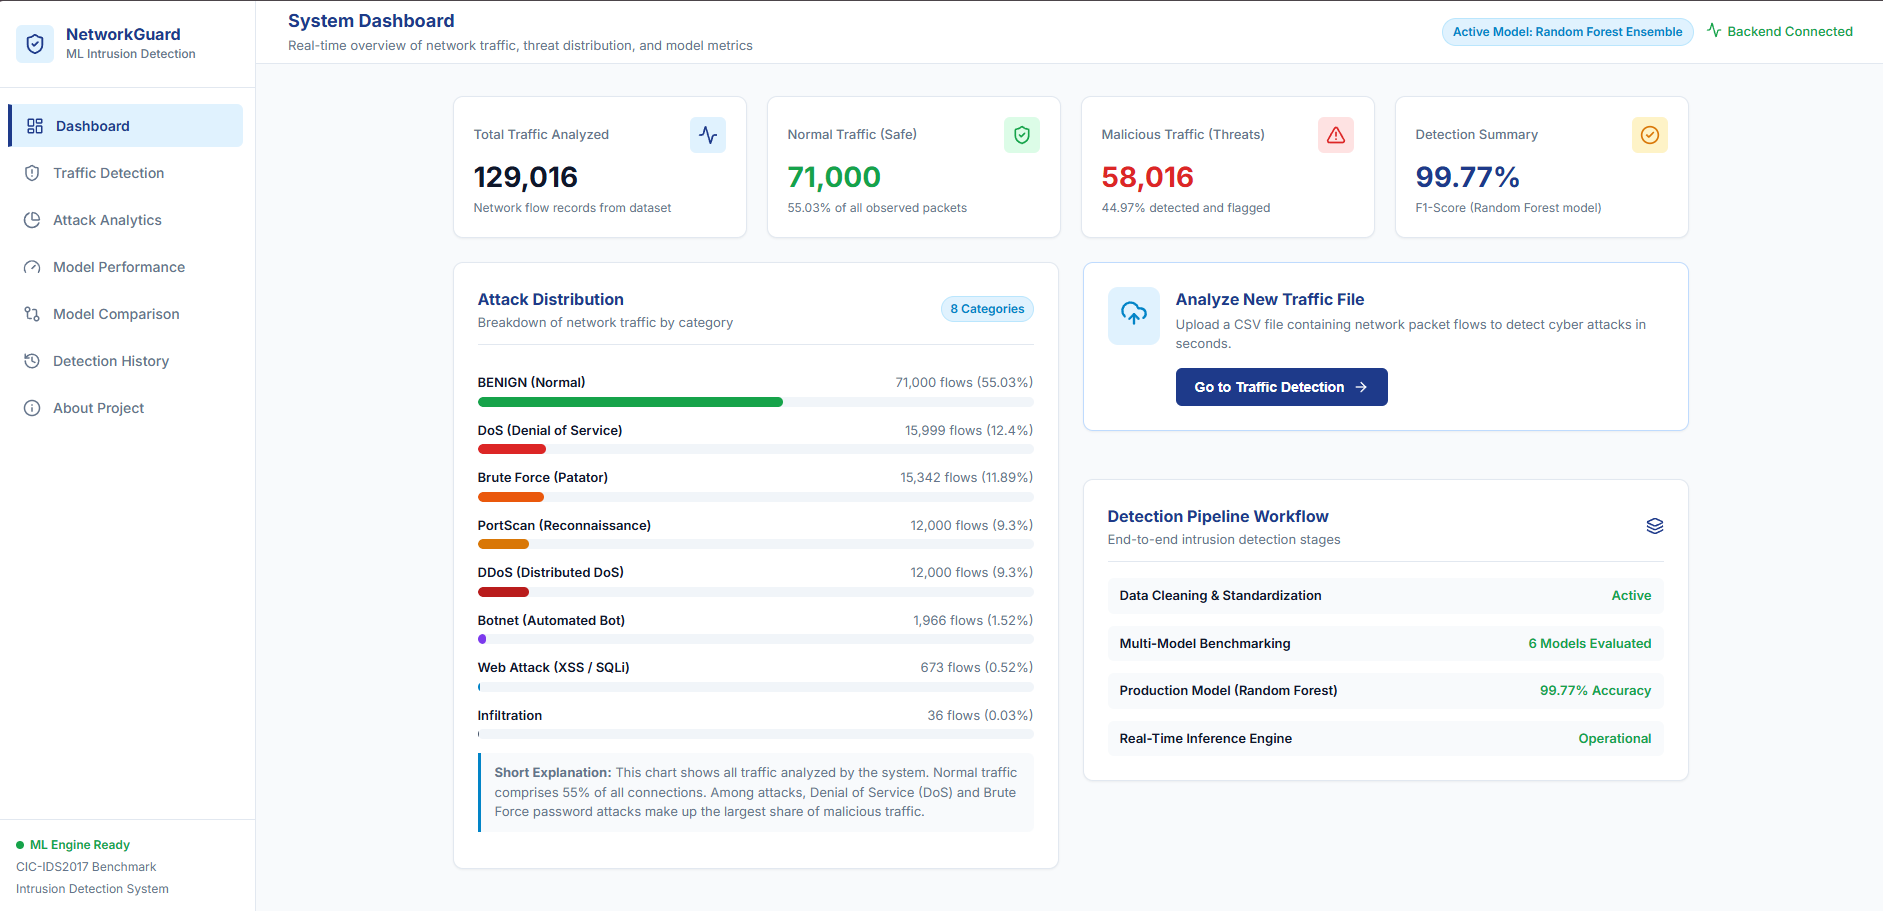 NetworkGuard
ML Intrusion Detection
Dashboard
Traffic Detection
Attack Analytics
Model Performance
Model Comparison
Detection History
About Project
ML Engine Ready
CIC-IDS2017 Benchmark
Intrusion Detection System
System Dashboard
Real-time overview of network traffic, threat distribution, and model metrics
Active Model: Random Forest Ensemble
Backend Connected
Total Traffic Analyzed
129,016
Network flow records from dataset
Normal Traffic (Safe)
71,000
55.03% of all observed packets
Malicious Traffic (Threats)
58,016
44.97% detected and flagged
Detection Summary
99.77%
F1-Score (Random Forest model)
Attack Distribution
Breakdown of network traffic by category
8 Categories
BENIGN (Normal) 71,000 flows (55.03%)
DoS (Denial of Service) 15,999 flows (12.4%)
Brute Force (Patator) 15,342 flows (11.89%)
PortScan (Reconnaissance) 12,000 flows (9.3%)
DDoS (Distributed DoS) 12,000 flows (9.3%)
Botnet (Automated Bot) 1,966 flows (1.52%)
Web Attack (XSS / SQLi) 673 flows (0.52%)
Infiltration 36 flows (0.03%)
Short Explanation: This chart shows all traffic analyzed by the system. Normal traffic
comprises 55% of all connections. Among attacks, Denial of Service (DoS) and Brute
Force password attacks make up the largest share of malicious traffic.
Analyze New Traffic File
Upload a CSV file containing network packet flows to detect cyber attacks in
seconds.
Go to Traffic Detection
Detection Pipeline Workflow
End-to-end intrusion detection stages
Data Cleaning & Standardization Active
Multi-Model Benchmarking 6 Models Evaluated
Production Model (Random Forest) 99.77% Accuracy
Real-Time Inference Engine Operational